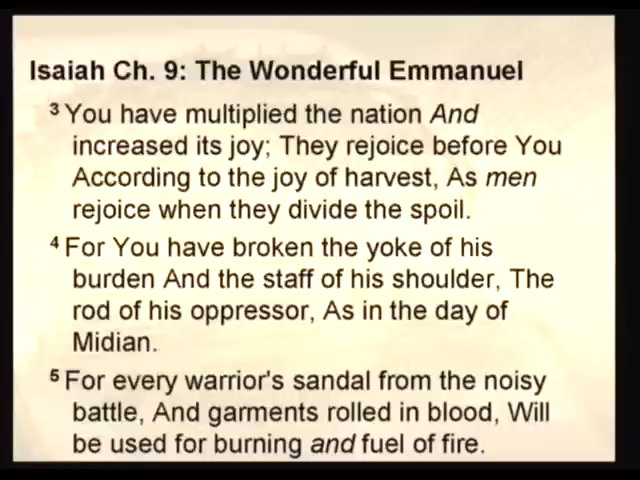 Isaiah Ch. 9: The Wonderful Emmanuel
3 You have multiplied the nation And
increased its joy; They rejoice before You
According to the joy of harvest, As men
rejoice when they divide the spoil.
4 For You have broken the yoke of his
burden And the staff of his shoulder, The
rod of his oppressor, As in the day of
Midian.
5 For every warrior's sandal from the noisy
battle, And garments rolled in blood, Will
be used for burning and fuel of fire.